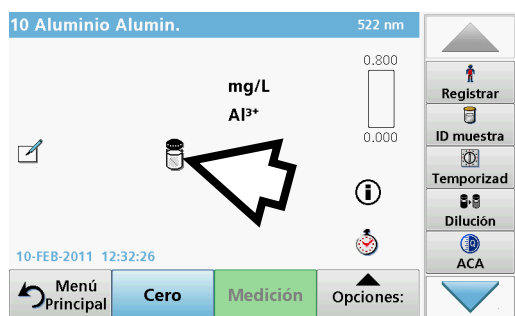 10 Aluminio Alumin.
522 nm
0.800
mg/L
Al³⁺
0.000
10-FEB-2011 12:32:26
Menú Principal
Cero
Medición
Opciones:
Registrar
ID muestra
Temporizad
Dilución
ACA